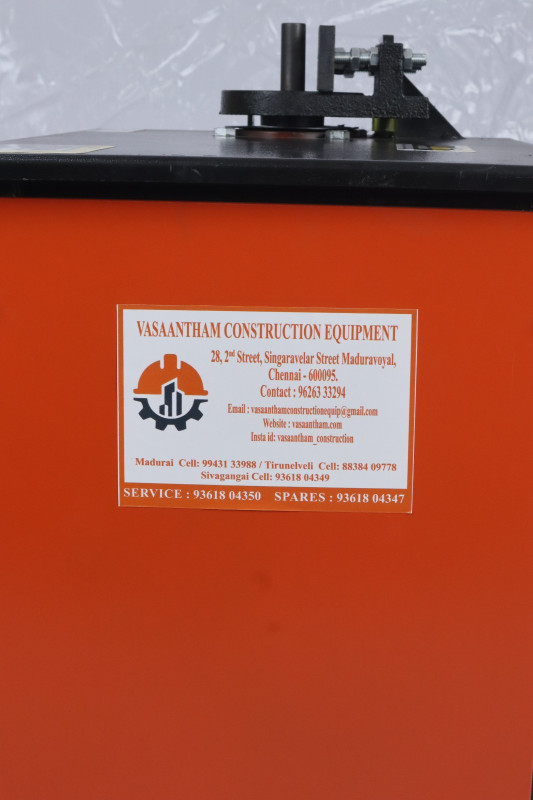 VASAANTHAM CONSTRUCTION EQUIPMENT
28, 2nd Street, Singaravelar Street Maduravoyal,
Chennai - 600095.
Contact : 96263 33294
Email : vasaanthamconstructionequip@gmail.com
Website : vasaantham.com
Insta id: vasaantham_construction
Madurai Cell: 99431 33988 / Tirunelveli Cell: 88384 09778
Sivagangai Cell: 93618 04349
SERVICE : 93618 04350 SPARES : 93618 04347